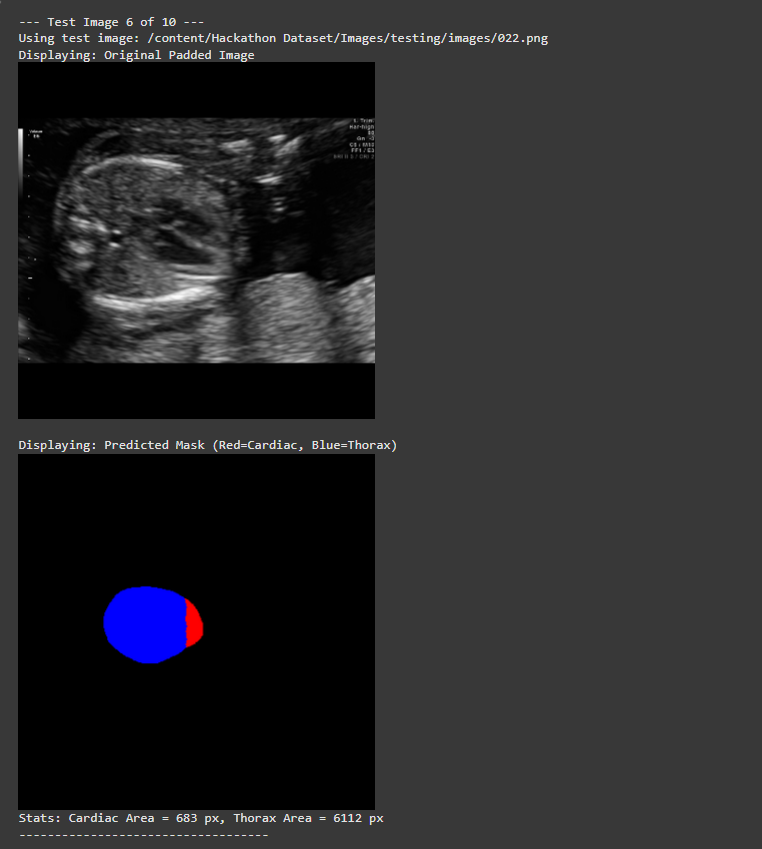 --- Test Image 6 of 10 ---
Using test image: /content/Hackathon Dataset/Images/testing/images/022.png
Displaying: Original Padded Image
Displaying: Predicted Mask (Red=Cardiac, Blue=Thorax)
Stats: Cardiac Area = 683 px, Thorax Area = 6112 px
-----------------------------------